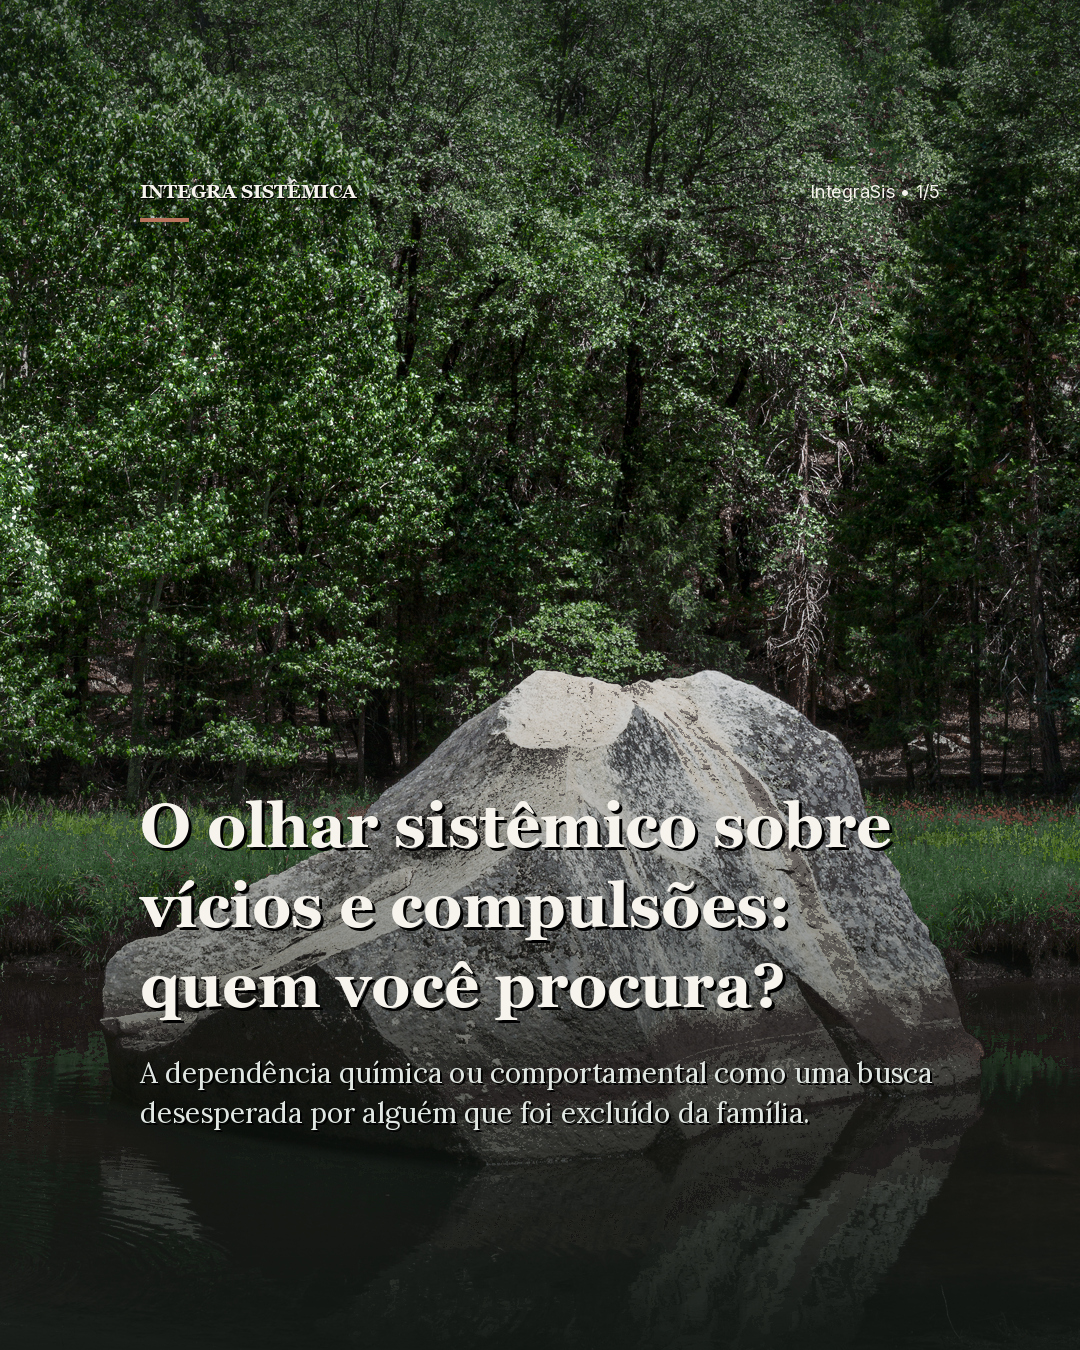 INTEGRA SISTÊMICA
IntegraSis • 1/5
O olhar sistêmico sobre
vícios e compulsões:
quem você procura?
A dependência química ou comportamental como uma busca
desesperada por alguém que foi excluído da família.